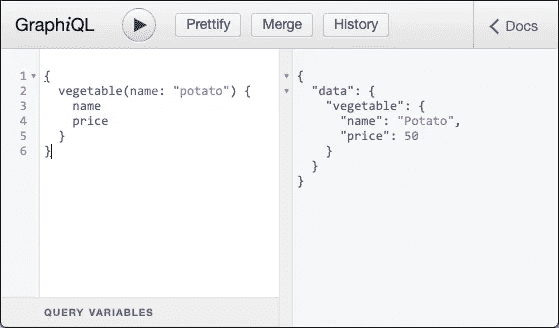 GraphiQL Prettify Merge History < Docs
1 {
2   vegetable(name: "potato") {
3     name
4     price
5   }
6 }
{
  "data": {
    "vegetable": {
      "name": "Potato",
      "price": 50
    }
  }
}
QUERY VARIABLES